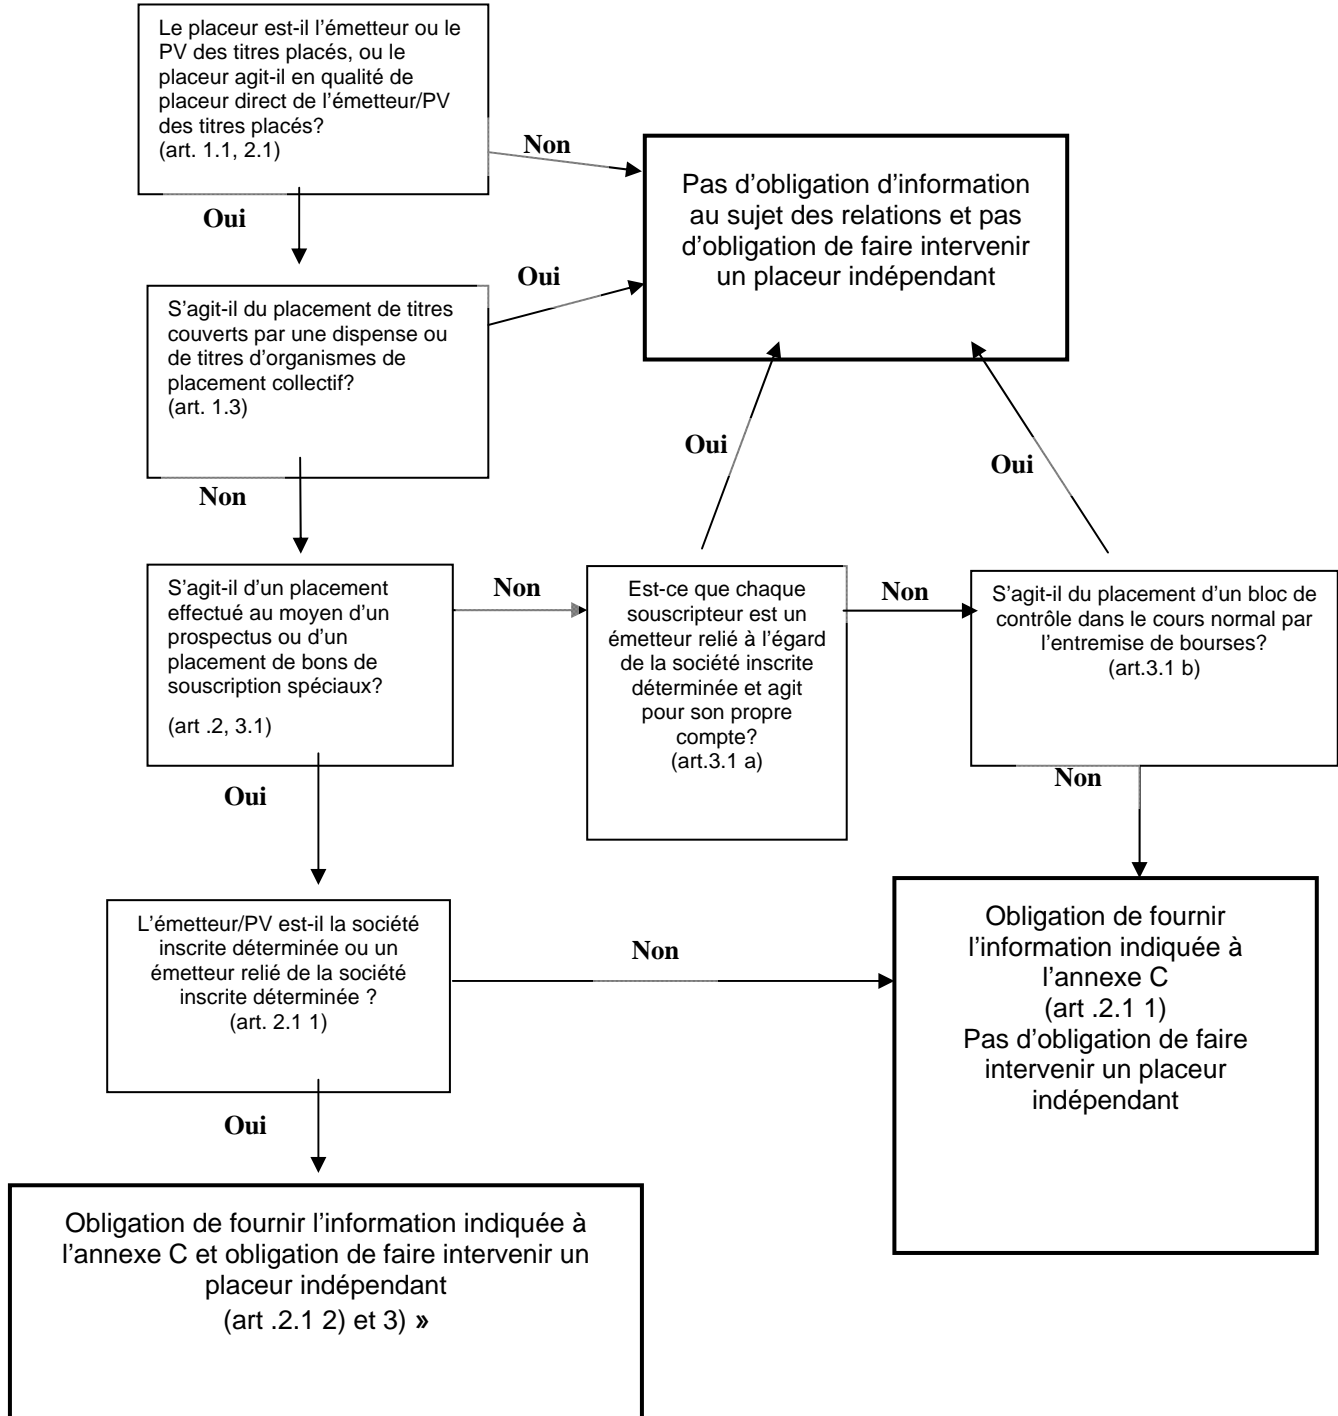 Le placeur est-il l'émetteur ou le
PV des titres placés, ou le
placeur agit-il en qualité de
placeur direct de l'émetteur/PV
des titres placés?
(art. 1.1, 2.1)
Non
Pas d'obligation d'information
au sujet des relations et pas
d'obligation de faire intervenir
un placeur indépendant
Oui
Oui
S'agit-il du placement de titres
couverts par une dispense ou
de titres d'organismes de
placement collectif?
(art. 1.3)
Oui
Oui
Non
S'agit-il d'un placement
effectué au moyen d'un
prospectus ou d'un
placement de bons de
souscription spéciaux?
(art .2, 3.1)
Non
Est-ce que chaque
souscripteur est un
émetteur relié à l'égard
de la société inscrite
déterminée et agit
pour son propre
compte?
(art.3.1 a)
Non
S'agit-il du placement d'un bloc de
contrôle dans le cours normal par
l'entremise de bourses?
(art.3.1 b)
Oui
Non
L'émetteur/PV est-il la société
inscrite déterminée ou un
émetteur relié de la société
inscrite déterminée ?
(art. 2.1 1)
Non
Obligation de fournir
l'information indiquée à
l'annexe C
(art .2.1 1)
Pas d'obligation de faire
intervenir un placeur
indépendant
Oui
Obligation de fournir l'information indiquée à
l'annexe C et obligation de faire intervenir un
placeur indépendant
(art .2.1 2) et 3) »